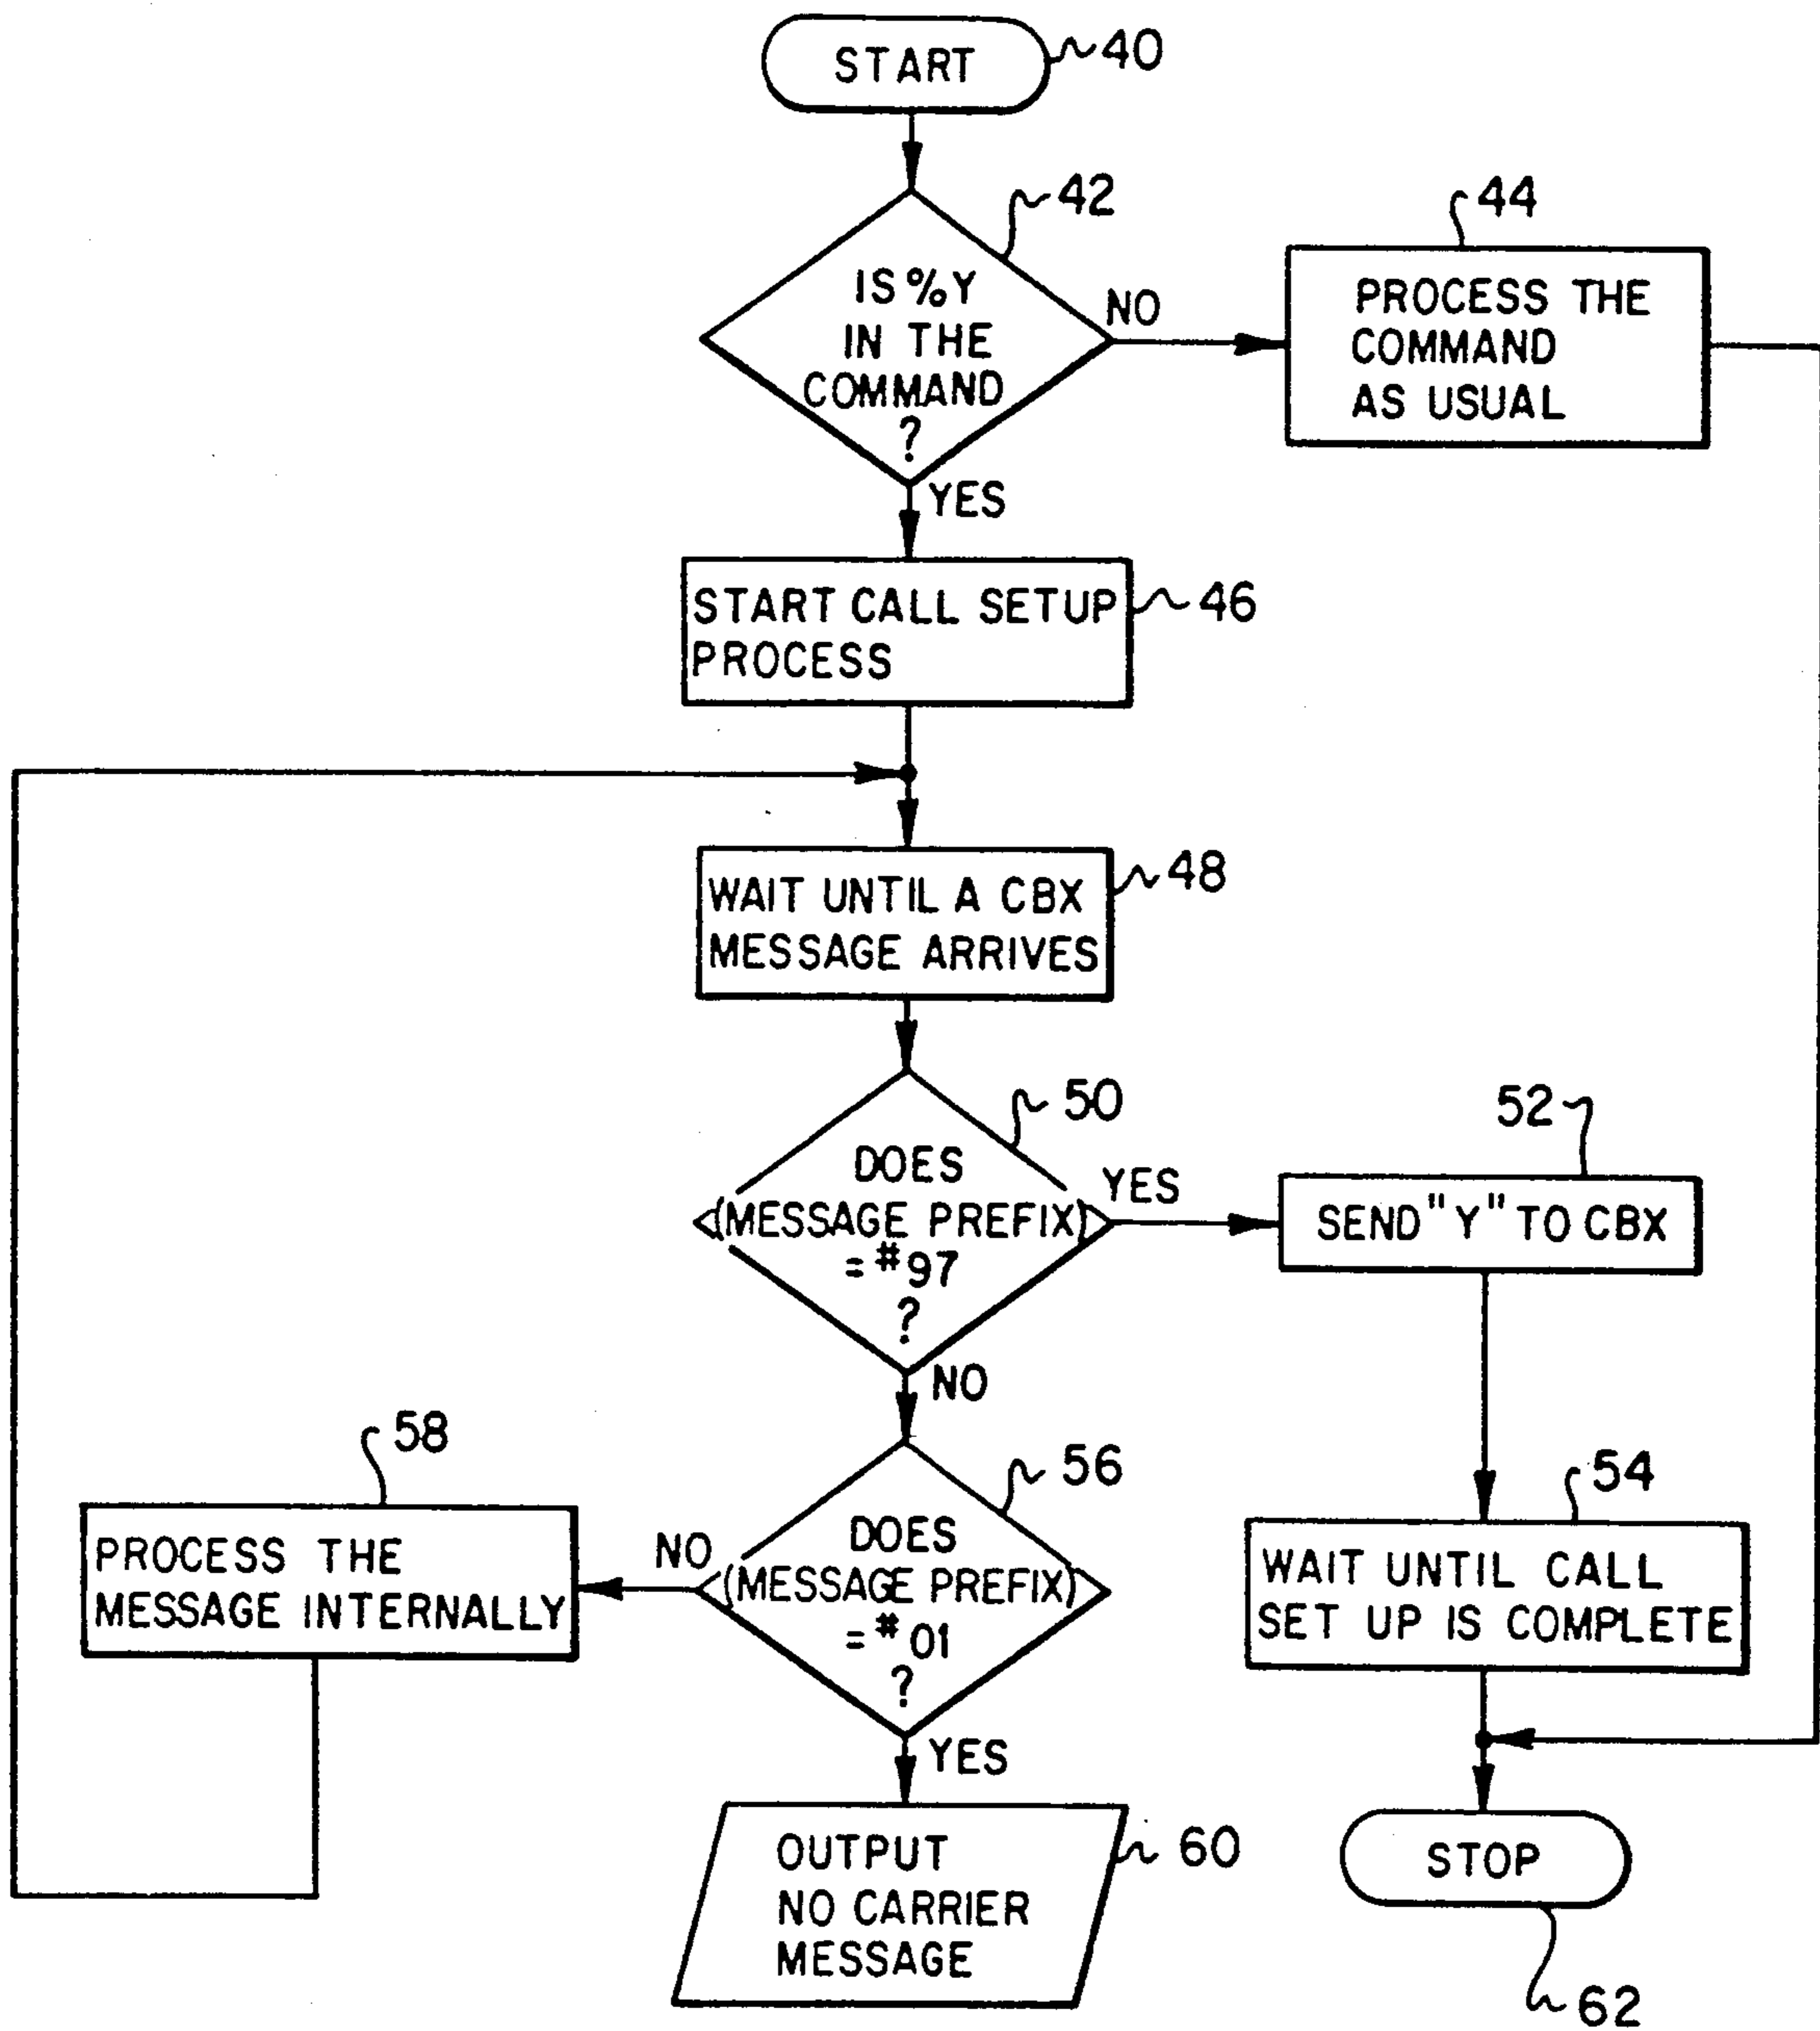 START
40
42
IS %Y
IN THE
COMMAND
?
NO
YES
44
PROCESS THE
COMMAND
AS USUAL
START CALL SETUP
PROCESS
46
WAIT UNTIL A CBX
MESSAGE ARRIVES
48
50
DOES
(MESSAGE PREFIX)
= #97
?
YES
NO
52
SEND "Y" TO CBX
54
WAIT UNTIL CALL
SET UP IS COMPLETE
56
DOES
(MESSAGE PREFIX)
= #01
?
NO
YES
58
PROCESS THE
MESSAGE INTERNALLY
OUTPUT
NO CARRIER
MESSAGE
60
STOP
62